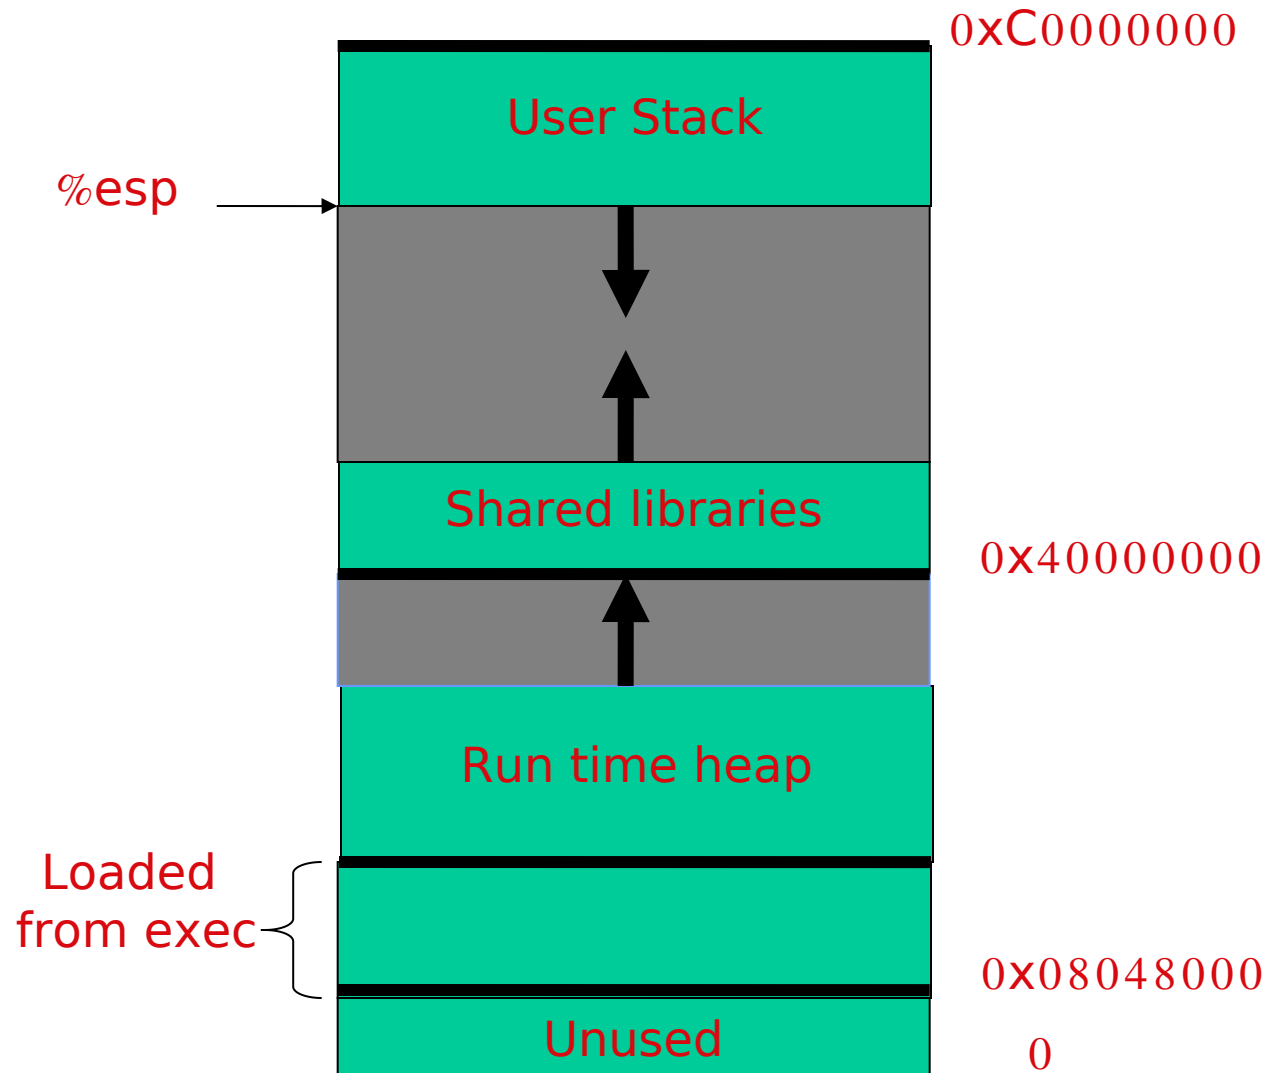 0xC0000000
User Stack
%esp
Shared libraries
0x40000000
Run time heap
Loaded
from exec
0x08048000
Unused
0